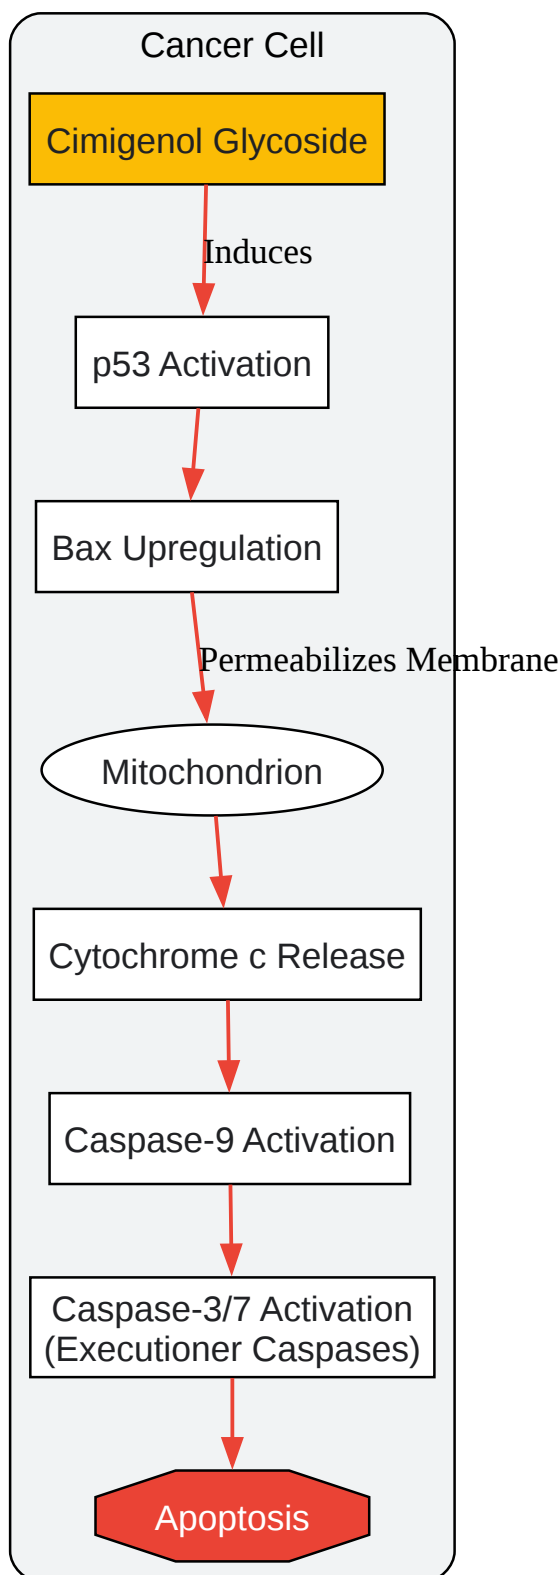 Cancer Cell
Cimigenol Glycoside
Induces
p53 Activation
Bax Upregulation
Permeabilizes Membrane
Mitochondrion
Cytochrome c Release
Caspase-9 Activation
Caspase-3/7 Activation
(Executioner Caspases)
Apoptosis